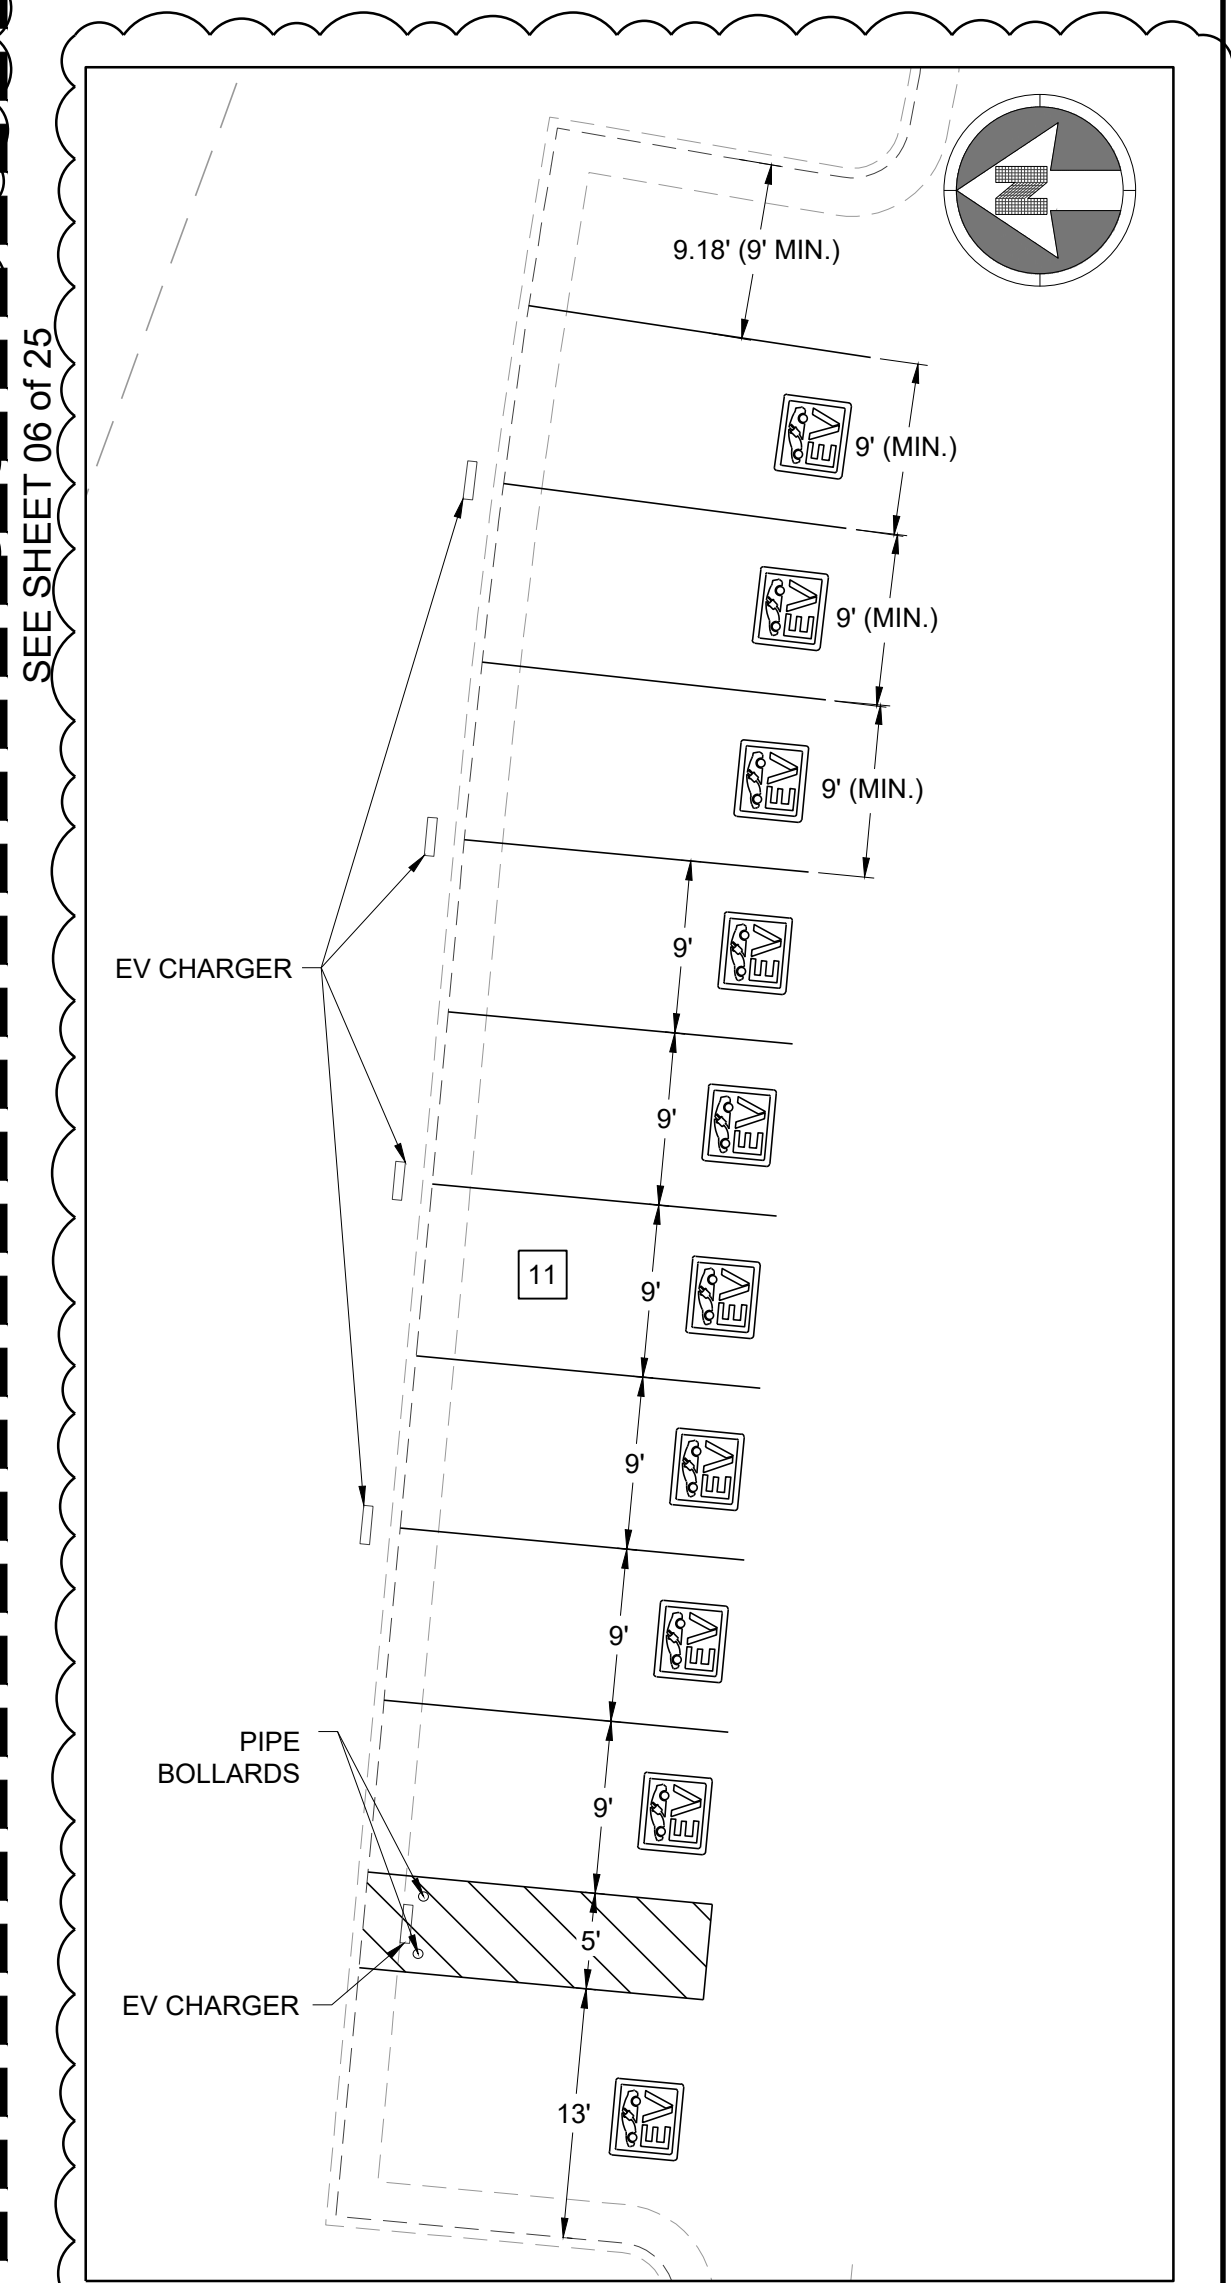 SEE SHEET 06 of 25
N
9.18' (9' MIN.)
EV
9' (MIN.)
EV
9' (MIN.)
EV
9' (MIN.)
EV CHARGER
9'
EV
9'
EV
11
9'
EV
9'
EV
9'
EV
PIPE
BOLLARDS
9'
EV
5'
EV CHARGER
13'
EV